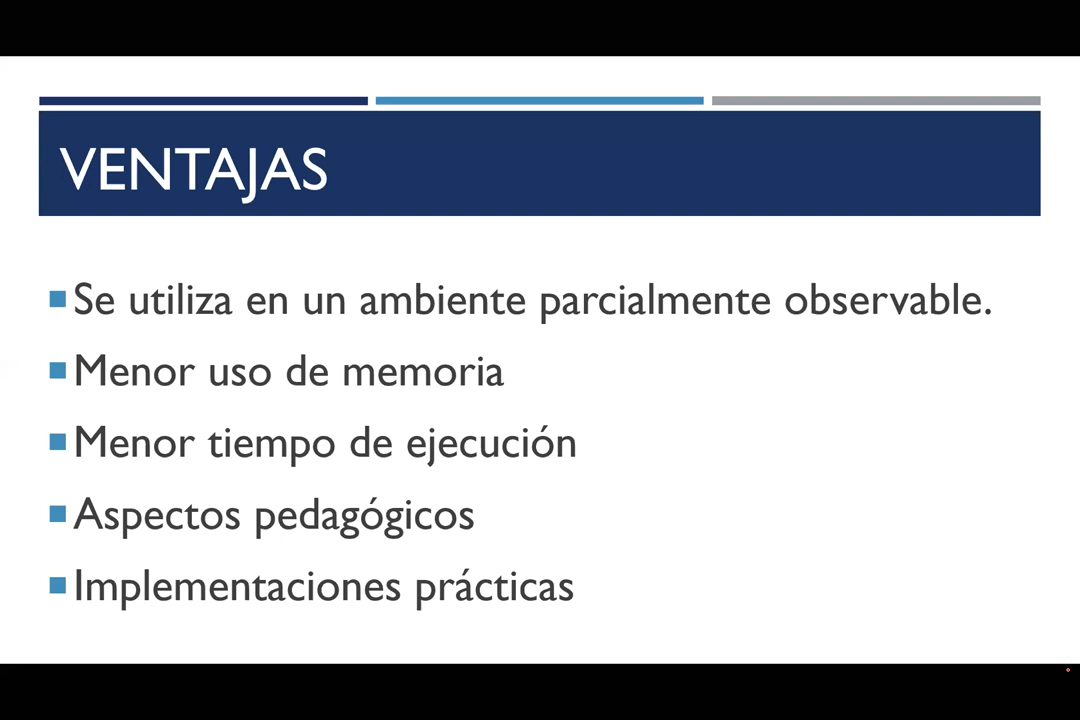 VENTAJAS
Se utiliza en un ambiente parcialmente observable.
Menor uso de memoria
Menor tiempo de ejecución
Aspectos pedagógicos
Implementaciones prácticas